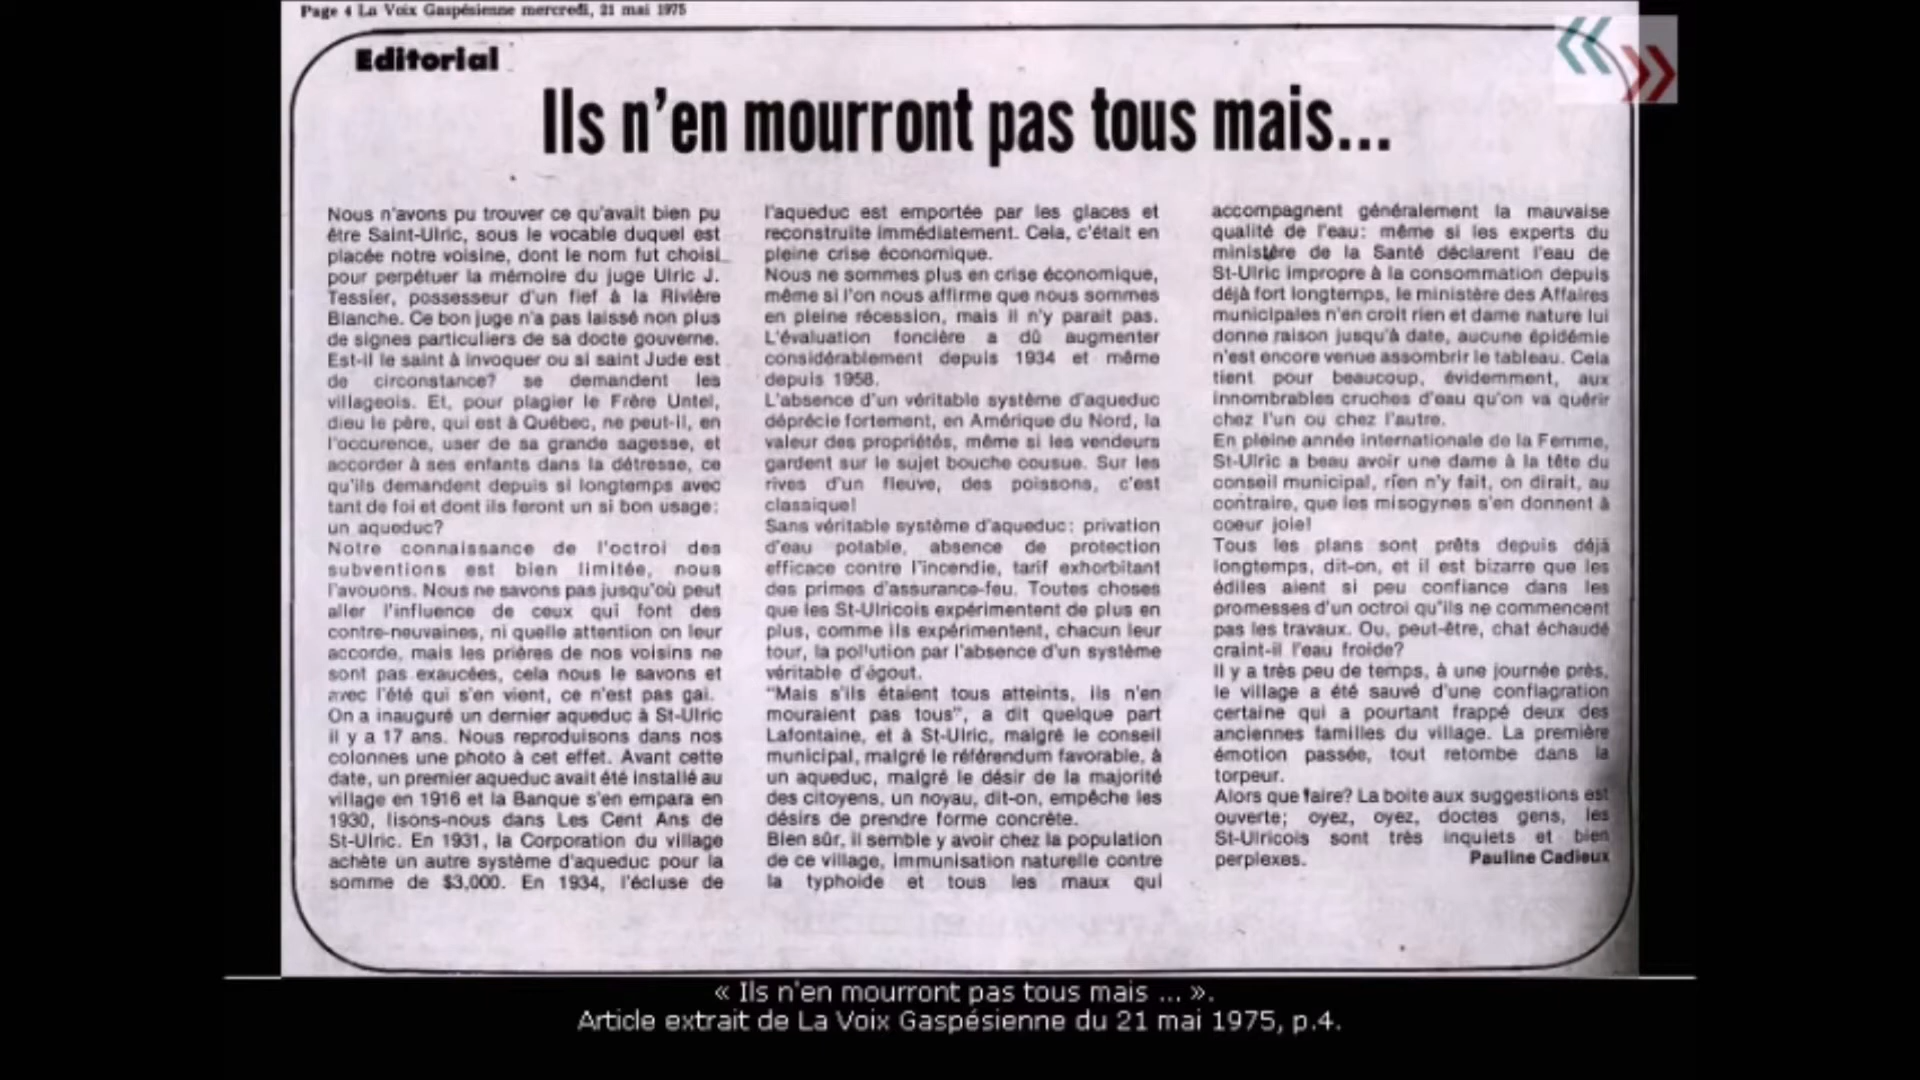 Page 4 La Voix Gaspésienne mercredi, 21 mai 1975
Editorial
Ils n'en mourront pas tous mais...
Nous n'avons pu trouver ce qu'avait bien pu
être Saint-Ulric, sous le vocable duquel est
placée notre voisine, dont le nom fut choisi
pour perpétuer la mémoire du juge Ulric J.
Tessier, possesseur d'un fief à la Rivière
Blanche. Ce bon juge n'a pas laissé non plus
de signes particuliers de sa docte gouverne.
Est-il le saint à invoquer ou si saint Jude est
de circonstance? se demandent les
villageois. Et, pour plagier le Frère Untel,
dieu le père, qui est à Québec, ne peut-il, en
l'occurence, user de sa grande sagesse, et
accorder à ses enfants dans la détresse, ce
qu'ils demandent depuis si longtemps avec
tant de foi et dont ils feront un si bon usage:
un aqueduc?
Notre connaissance de l'octroi des
subventions est bien limitée, nous
l'avouons. Nous ne savons pas jusqu'où peut
aller l'influence de ceux qui font des
contre-neuvaines, ni quelle attention on leur
accorde, mais les prières de nos voisins ne
sont pas exaucées, cela nous le savons et
avec l'été qui s'en vient, ce n'est pas gai.
On a inauguré un dernier aqueduc à St-Ulric
il y a 17 ans. Nous reproduisons dans nos
colonnes une photo à cet effet. Avant cette
date, un premier aqueduc avait été installé au
village en 1916 et la Banque s'en empara en
1930, lisons-nous dans Les Cent Ans de
St-Ulric. En 1931, la Corporation du village
achète un autre système d'aqueduc pour la
somme de $3,000. En 1934, l'écluse de
l'aqueduc est emportée par les glaces et
reconstruite immédiatement. Cela, c'était en
pleine crise économique.
Nous ne sommes plus en crise économique,
même si l'on nous affirme que nous sommes
en pleine récession, mais il n'y parait pas.
L'évaluation foncière a dû augmenter
considérablement depuis 1934 et même
depuis 1958.
L'absence d'un véritable système d'aqueduc
déprécie fortement, en Amérique du Nord, la
valeur des propriétés, même si les vendeurs
gardent sur le sujet bouche cousue. Sur les
rives d'un fleuve, des poissons, c'est
classique!
Sans véritable système d'aqueduc: privation
d'eau potable, absence de protection
efficace contre l'incendie, tarif exhorbitant
des primes d'assurance-feu. Toutes choses
que les St-Ulricois expérimentent de plus en
plus, comme ils expérimentent, chacun leur
tour, la pollution par l'absence d'un système
véritable d'égout.
"Mais s'ils étaient tous atteints, ils n'en
mouraient pas tous", a dit quelque part
Lafontaine, et à St-Ulric, malgré le conseil
municipal, malgré le référendum favorable, à
un aqueduc, malgré le désir de la majorité
des citoyens, un noyau, dit-on, empêche les
désirs de prendre forme concrète.
Bien sûr, il semble y avoir chez la population
de ce village, immunisation naturelle contre
la typhoide et tous les maux qui
accompagnent généralement la mauvaise
qualité de l'eau: même si les experts du
ministère de la Santé déclarent l'eau de
St-Ulric impropre à la consommation depuis
déjà fort longtemps, le ministère des Affaires
municipales n'en croit rien et dame nature lui
donne raison jusqu'à date, aucune épidémie
n'est encore venue assombrir le tableau. Cela
tient pour beaucoup, évidemment, aux
innombrables cruches d'eau qu'on va quérir
chez l'un ou chez l'autre.
En pleine année internationale de la Femme,
St-Ulric a beau avoir une dame à la tête du
conseil municipal, rien n'y fait, on dirait, au
contraire, que les misogynes s'en donnent à
coeur joie!
Tous les plans sont prêts depuis déjà
longtemps, dit-on, et il est bizarre que les
édiles aient si peu confiance dans les
promesses d'un octroi qu'ils ne commencent
pas les travaux. Ou, peut-être, chat échaudé
craint-il l'eau froide?
Il y a très peu de temps, à une journée près,
le village a été sauvé d'une conflagration
certaine qui a pourtant frappé deux des
anciennes familles du village. La première
émotion passée, tout retombe dans la
torpeur.
Alors que faire? La boite aux suggestions est
ouverte; oyez, oyez, doctes gens, les
St-Ulricois sont très inquiets et bien
perplexes. Pauline Cadieux
« Ils n'en mourront pas tous mais ... ».
Article extrait de La Voix Gaspésienne du 21 mai 1975, p.4.